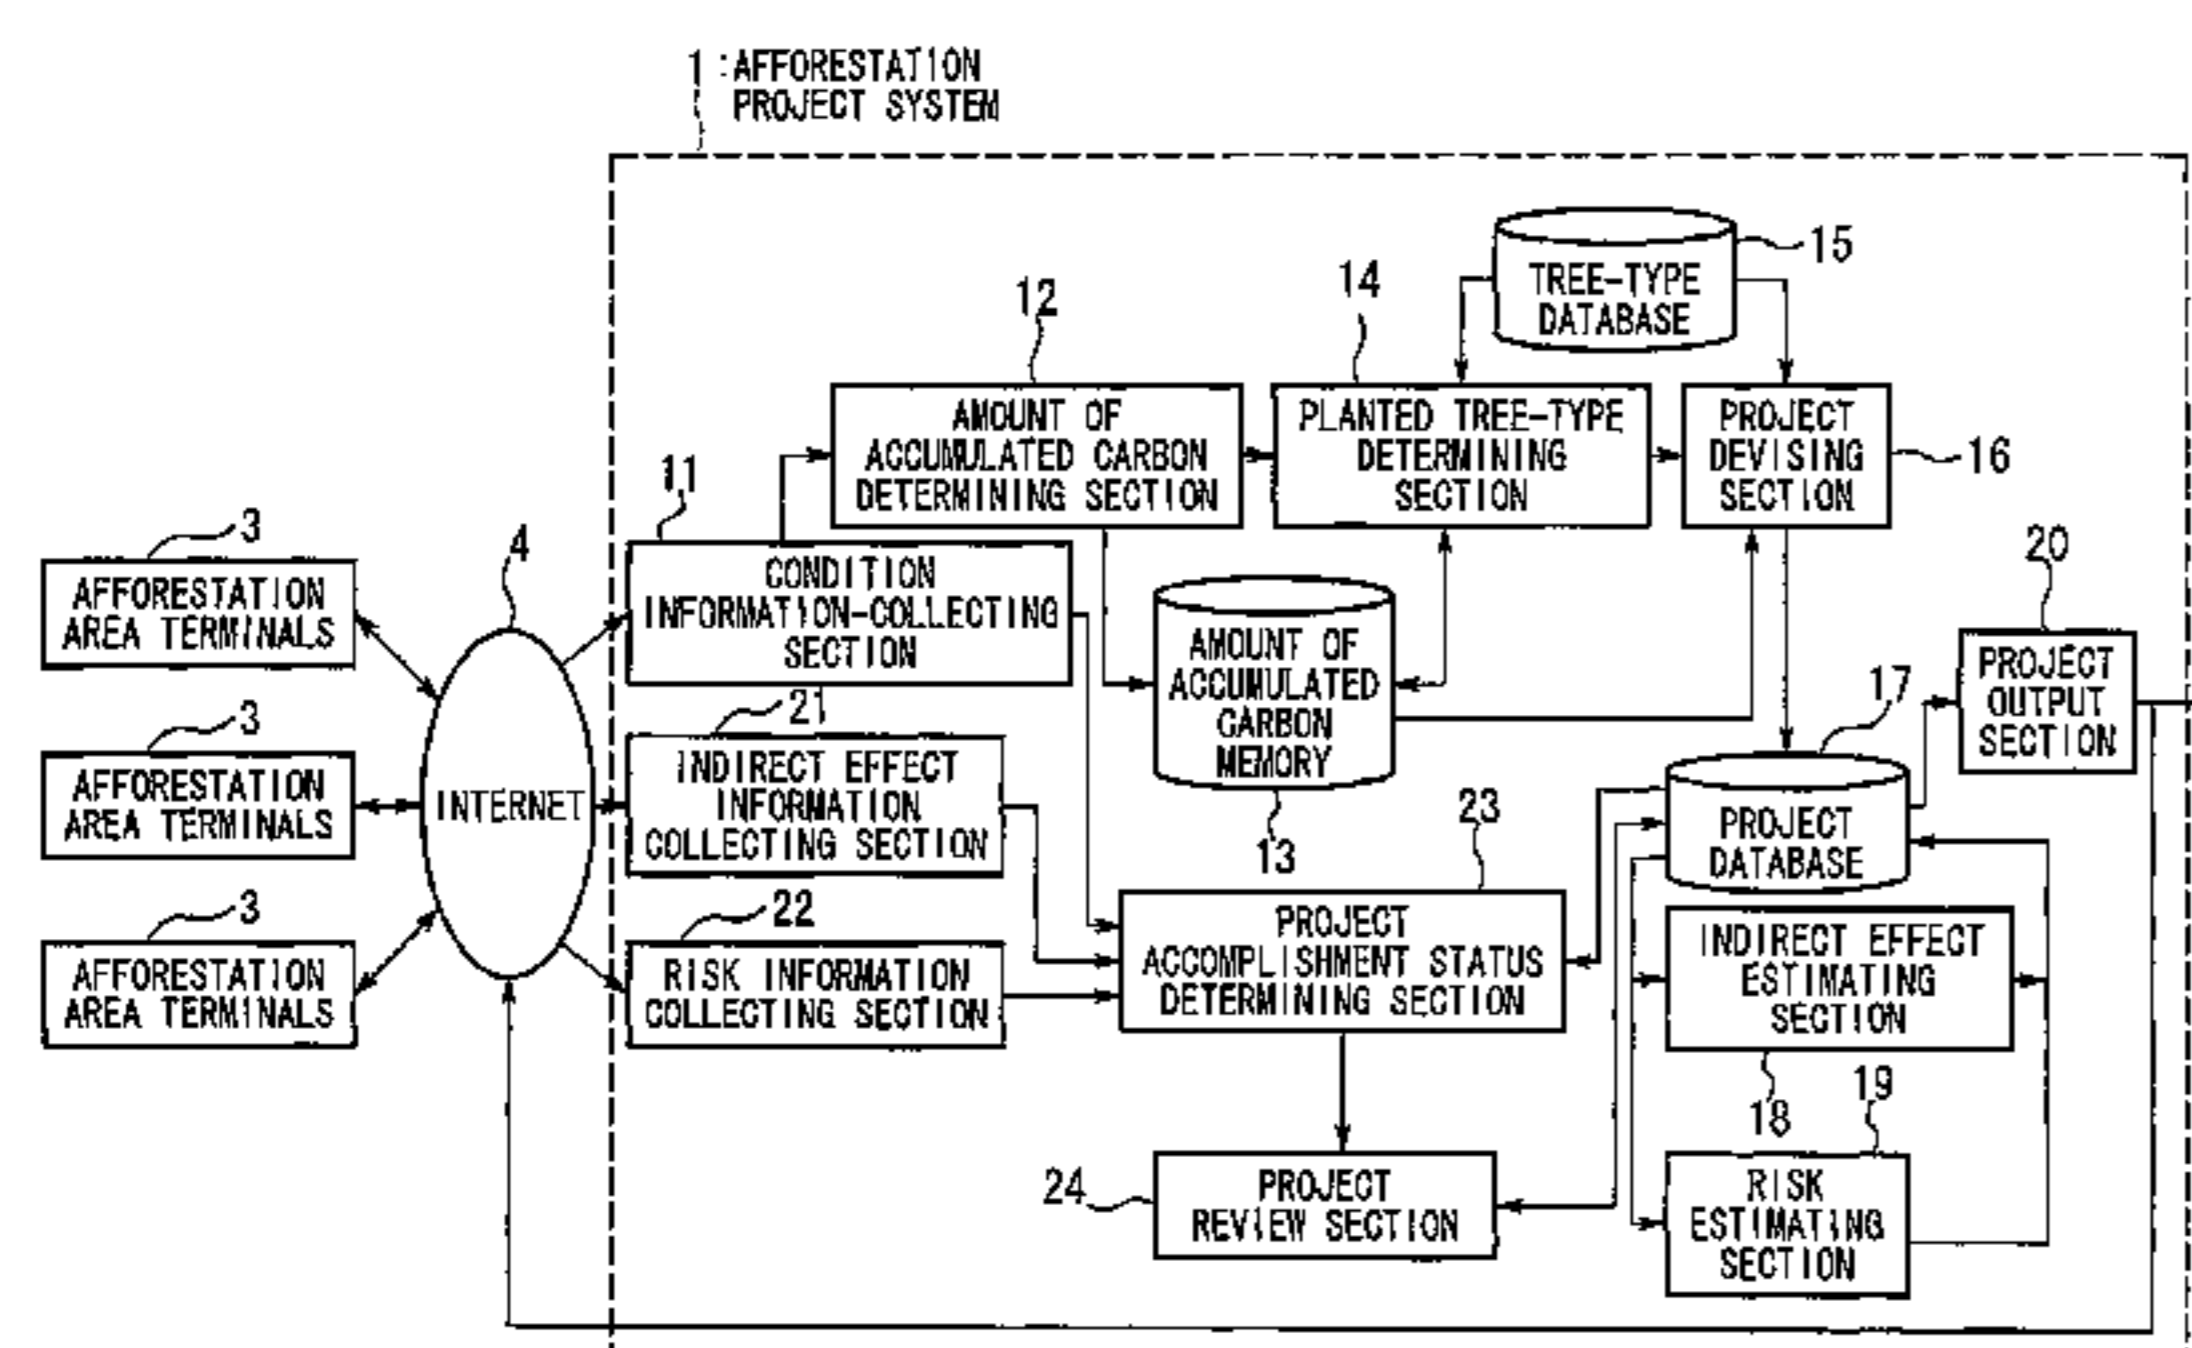 1 : AFFORESTATION
PROJECT SYSTEM
15
TREE-TYPE
DATABASE
12
14
AMOUNT OF
ACCUMULATED CARBON
DETERMINING SECTION
PLANTED TREE-TYPE
DETERMINING
SECTION
PROJECT
DEVISING
SECTION
16
11
CONDITION
INFORMATION-COLLECTING
SECTION
3
AFFORESTATION
AREA TERMINALS
4
INTERNET
3
AFFORESTATION
AREA TERMINALS
3
AFFORESTATION
AREA TERMINALS
21
INDIRECT EFFECT
INFORMATION
COLLECTING SECTION
22
RISK INFORMATION
COLLECTING SECTION
AMOUNT OF
ACCUMULATED
CARBON
MEMORY
13
20
PROJECT
OUTPUT
SECTION
17
PROJECT
DATABASE
23
PROJECT
ACCOMPLISHMENT STATUS
DETERMINING SECTION
INDIRECT EFFECT
ESTIMATING
SECTION
18
19
RISK
ESTIMATING
SECTION
24
PROJECT
REVIEW SECTION